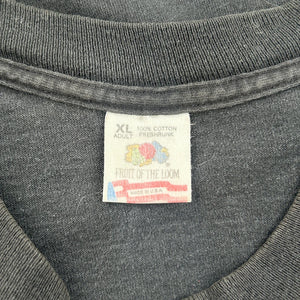 XL 100% COTTON
ADULT PRESHRUNK
FRUIT OF THE LOOM
MADE IN U.S.A.